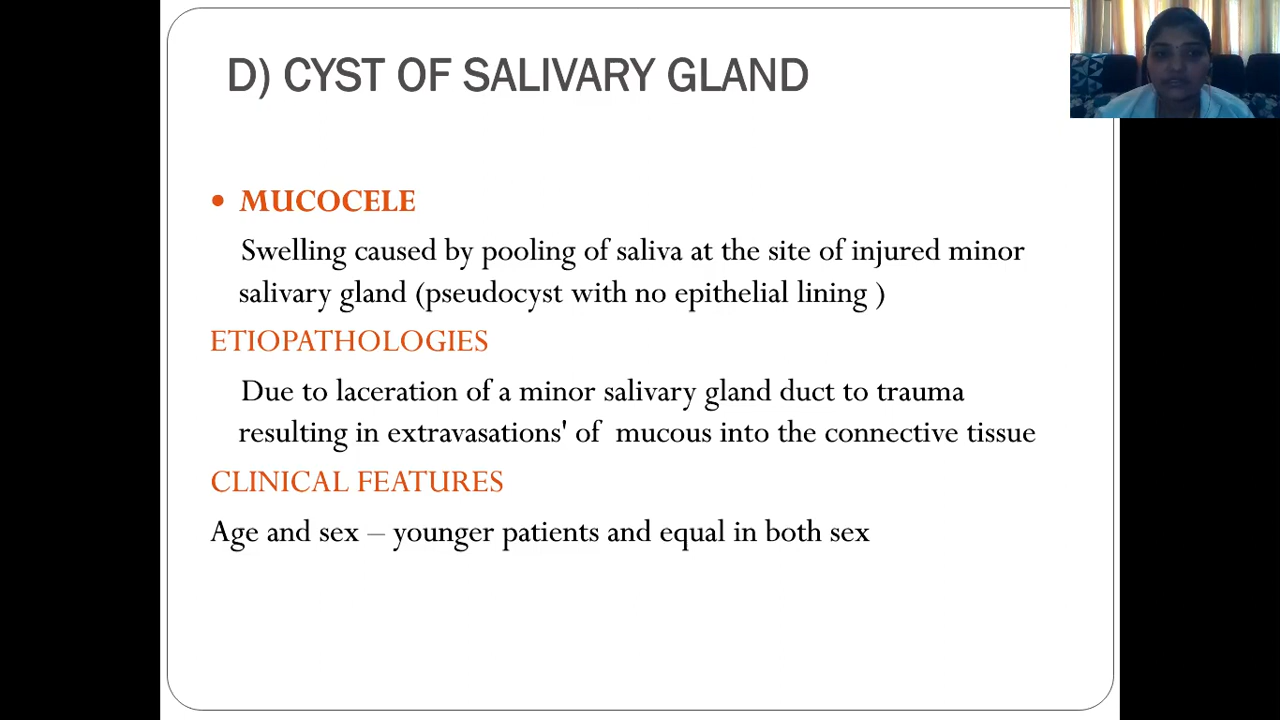 D) CYST OF SALIVARY GLAND
• MUCOCELE
Swelling caused by pooling of saliva at the site of injured minor
salivary gland (pseudocyst with no epithelial lining )
ETIOPATHOLOGIES
Due to laceration of a minor salivary gland duct to trauma
resulting in extravasations' of  mucous into the connective tissue
CLINICAL FEATURES
Age and sex – younger patients and equal in both sex